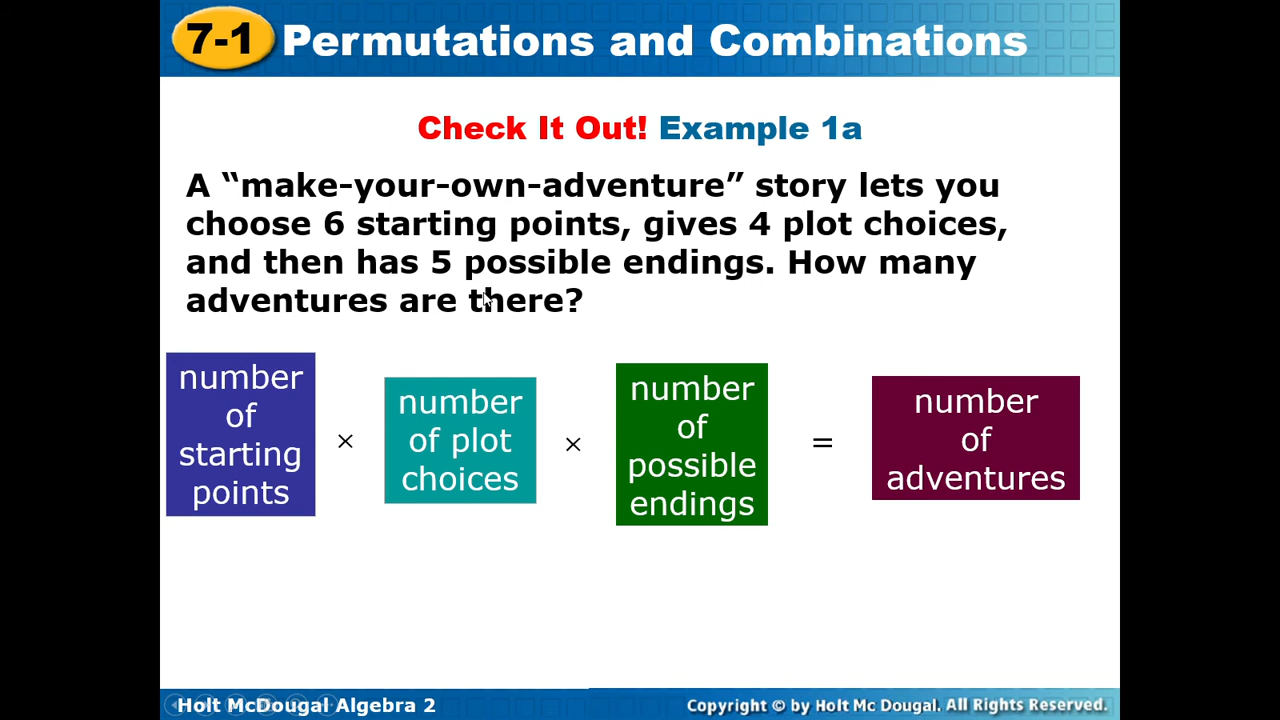 7-1 Permutations and Combinations
Check It Out! Example 1a
A “make-your-own-adventure” story lets you
choose 6 starting points, gives 4 plot choices,
and then has 5 possible endings. How many
adventures are there?
number
of
starting
points
×
number
of plot
choices
×
number
of
possible
endings
=
number
of
adventures
Holt McDougal Algebra 2
Copyright © by Holt Mc Dougal. All Rights Reserved.